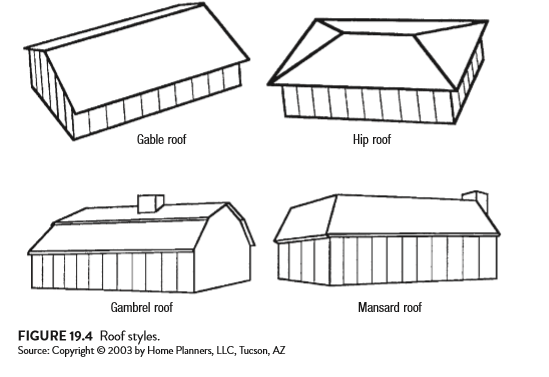 Gable roof
Hip roof
Gambrel roof
Mansard roof
FIGURE 19.4 Roof styles.
Source: Copyright © 2003 by Home Planners, LLC, Tucson, AZ